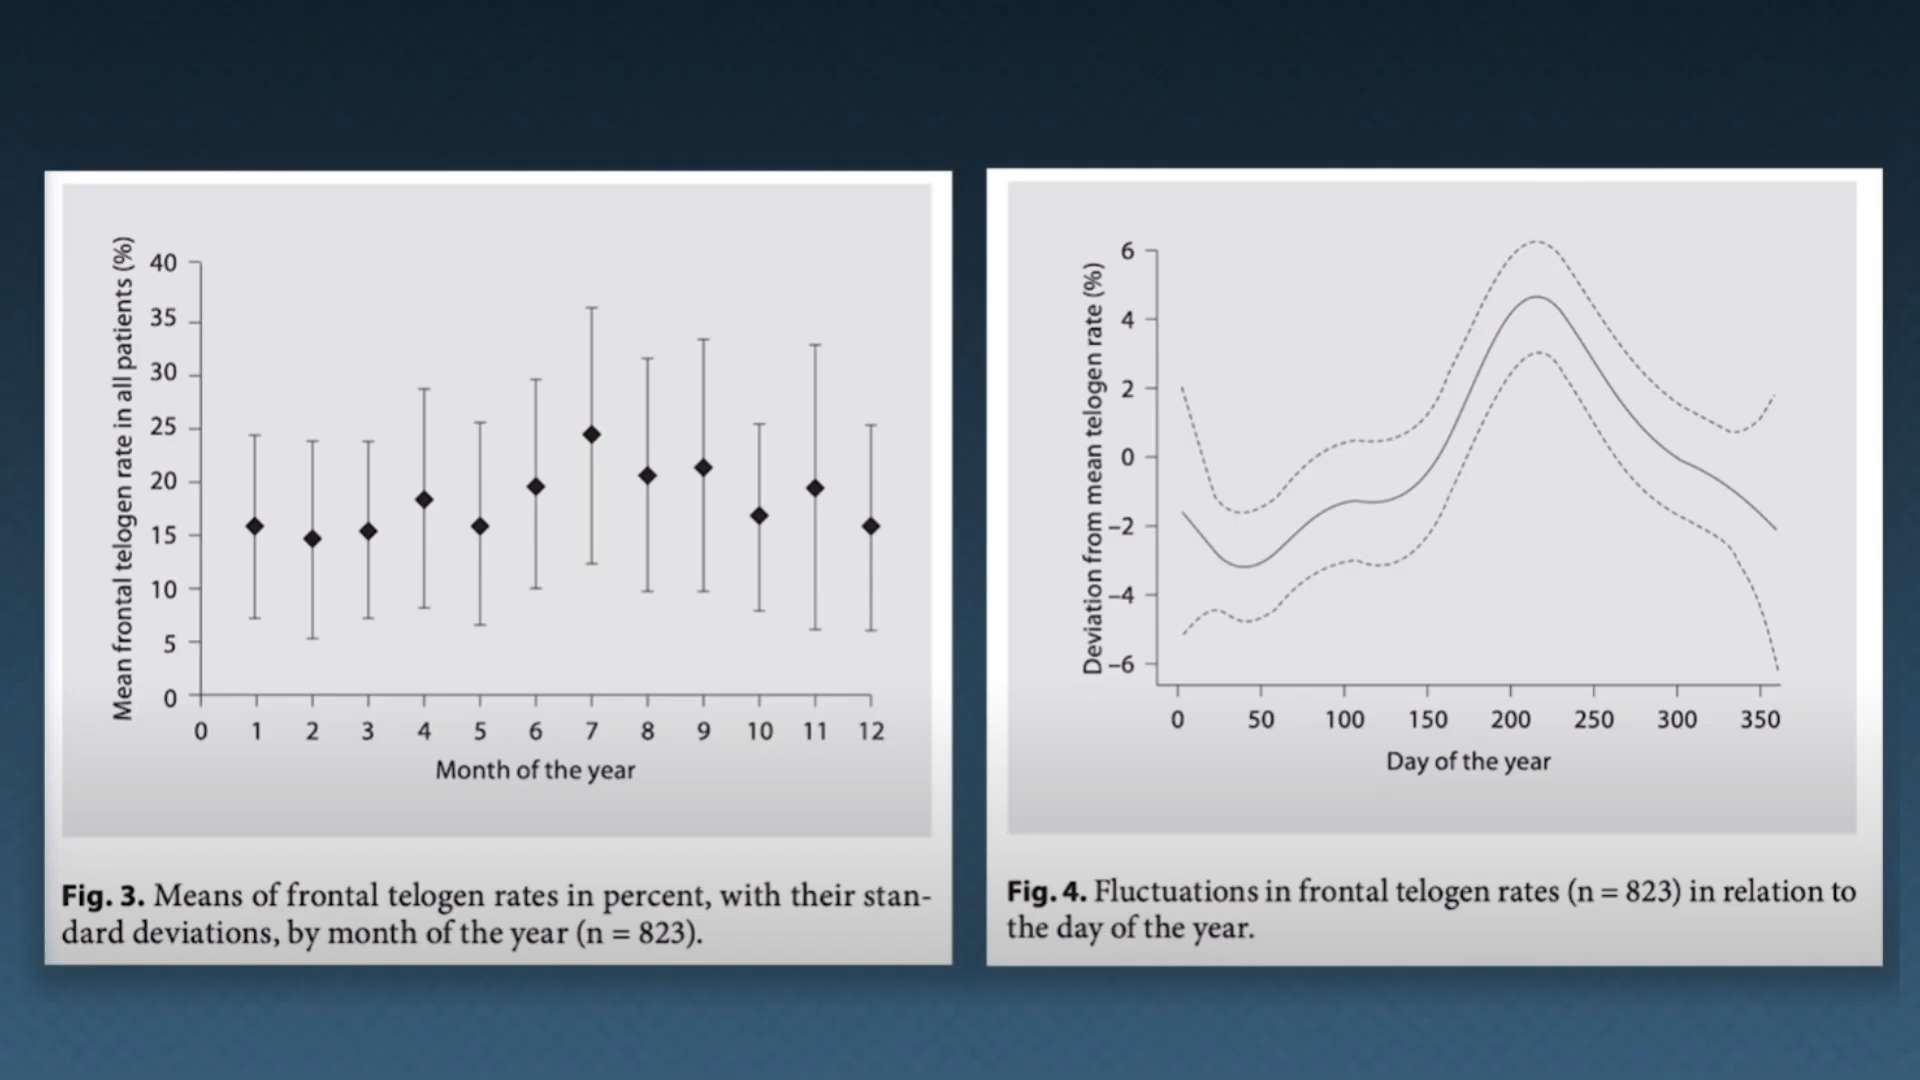 Mean frontal telogen rate in all patients (%)
40
35
30
25
20
15
10
5
0
0 1 2 3 4 5 6 7 8 9 10 11 12
Month of the year
Fig. 3. Means of frontal telogen rates in percent, with their stan-
dard deviations, by month of the year (n = 823).
Deviation from mean telogen rate (%)
6
4
2
0
–2
–4
–6
0 50 100 150 200 250 300 350
Day of the year
Fig. 4. Fluctuations in frontal telogen rates (n = 823) in relation to
the day of the year.